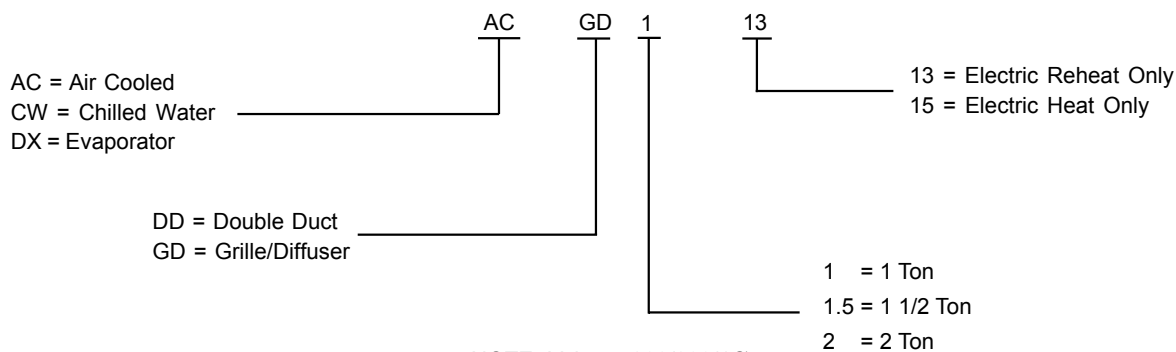 AC GD 1 13
AC = Air Cooled
CW = Chilled Water
DX = Evaporator
13 = Electric Reheat Only
15 = Electric Heat Only
DD = Double Duct
GD = Grille/Diffuser
1 = 1 Ton
1.5 = 1 1/2 Ton
2 = 2 Ton